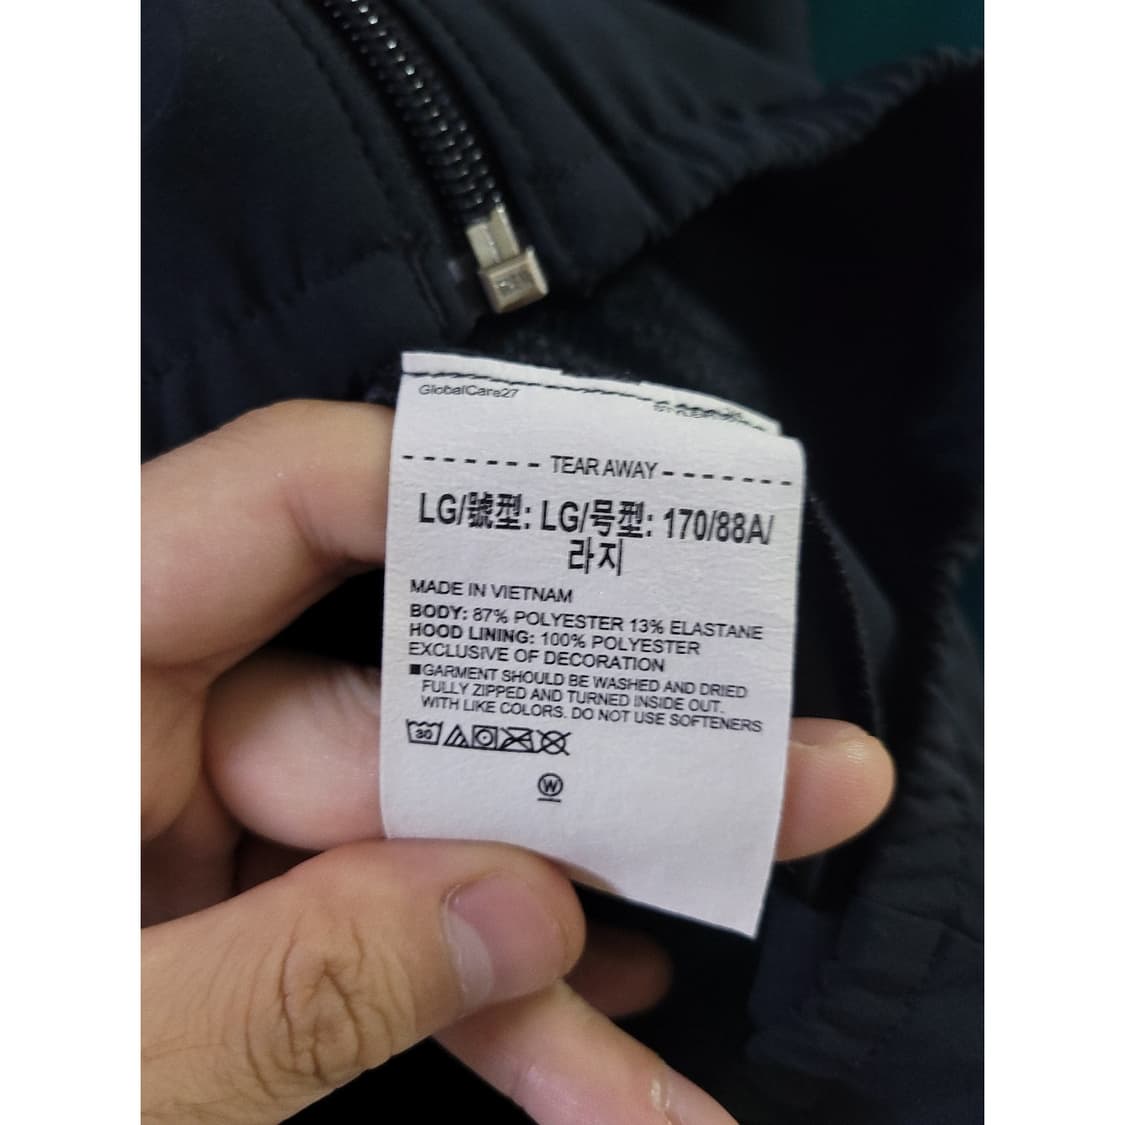 GlobalCare27
TEAR AWAY
LG/號型: LG/号型: 170/88A/
라지
MADE IN VIETNAM
BODY: 87% POLYESTER 13% ELASTANE
HOOD LINING: 100% POLYESTER
EXCLUSIVE OF DECORATION
■GARMENT SHOULD BE WASHED AND DRIED
FULLY ZIPPED AND TURNED INSIDE OUT.
WITH LIKE COLORS. DO NOT USE SOFTENERS
30
W